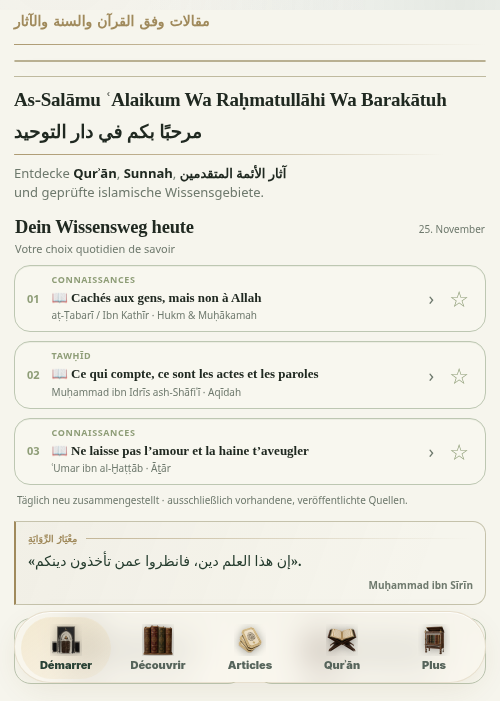 مقالات وفق القرآن والسنة والآثار
As-Salāmu ʿAlaikum Wa Raḥmatullāhi Wa Barakātuh
مرحبًا بكم في دار التوحيد
Entdecke Qurʾān, Sunnah, آثار الأئمة المتقدمين
und geprüfte islamische Wissensgebiete.
Dein Wissensweg heute
25. November
Votre choix quotidien de savoir
CONNAISSANCES
01 📖 Cachés aux gens, mais non à Allah › ☆
aṭ-Ṭabarī / Ibn Kathīr · Hukm & Muḥākamah
TAWḤĪD
02 📖 Ce qui compte, ce sont les actes et les paroles › ☆
Muḥammad ibn Idrīs ash-Shāfiʿī · Aqīdah
CONNAISSANCES
03 📖 Ne laisse pas l’amour et la haine t’aveugler › ☆
ʿUmar ibn al-Ḫaṭṭāb · Āṯār
Täglich neu zusammengestellt · ausschließlich vorhandene, veröffentlichte Quellen.
مِعْيَارُ الرِّوَايَةِ
«إن هذا العلم دين، فانظروا عمن تأخذون دينكم».
Muḥammad ibn Sīrīn
Démarrer
Découvrir
Articles
Qurʾān
Plus